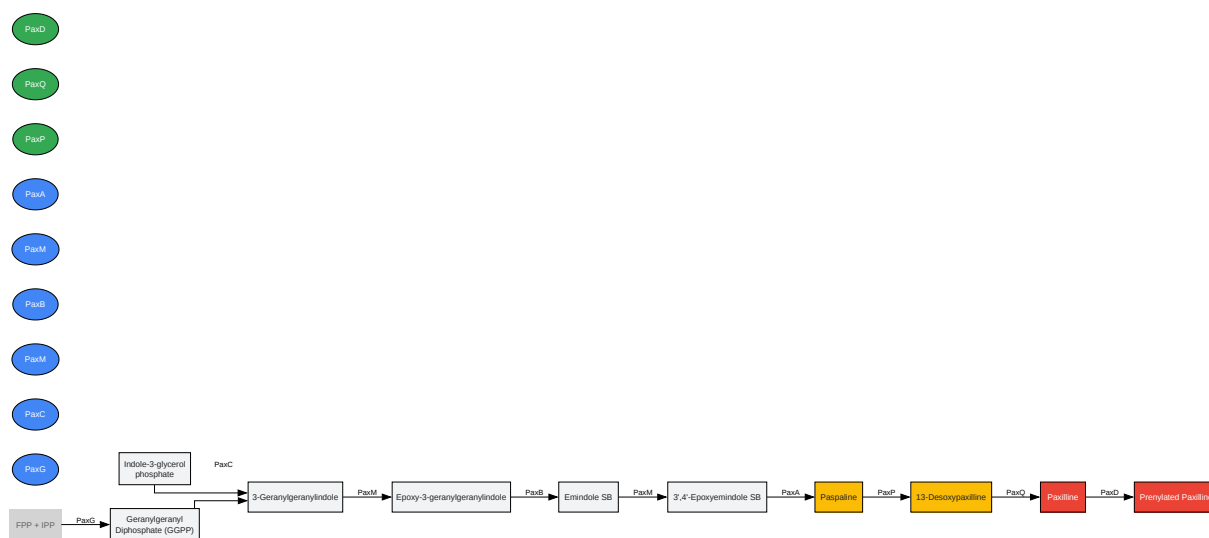 PaxD
PaxQ
PaxP
PaxA
PaxM
PaxB
PaxM
PaxC
PaxG
Indole-3-glycerol
phosphate
PaxC
3-Geranylgeranylindole
PaxM
Epoxy-3-geranylgeranylindole
PaxB
Emindole SB
PaxM
3',4'-Epoxyemindole SB
PaxA
Paspaline
PaxP
13-Desoxypaxilline
PaxQ
Paxilline
PaxD
Prenylated Paxilline
FPP + IPP
PaxG
Geranylgeranyl
Diphosphate (GGPP)